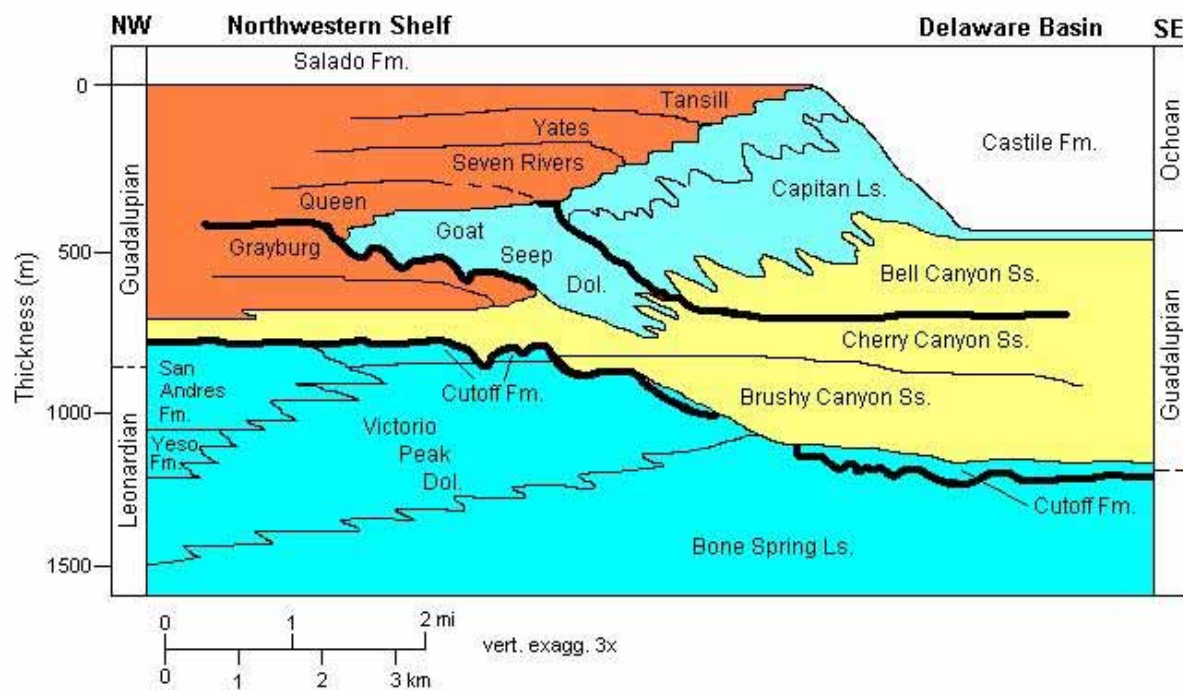 NW Northwestern Shelf Delaware Basin SE
Salado Fm.
0
Tansill
Yates
Castile Fm.
Ochoan
Seven Rivers
Capitan Ls.
Queen
Guadalupian
Goat
Grayburg
500
Seep
Bell Canyon Ss.
Dol.
Thickness (m)
Cherry Canyon Ss.
Guadalupian
San
Andres
Fm.
Cutoff Fm.
Brushy Canyon Ss.
1000
Victorio
Peak
Dol.
Yeso
Fm.
Leonardian
Cutoff Fm.
Bone Spring Ls.
1500
0 1 2 mi
vert. exagg. 3x
0 1 2 3 km